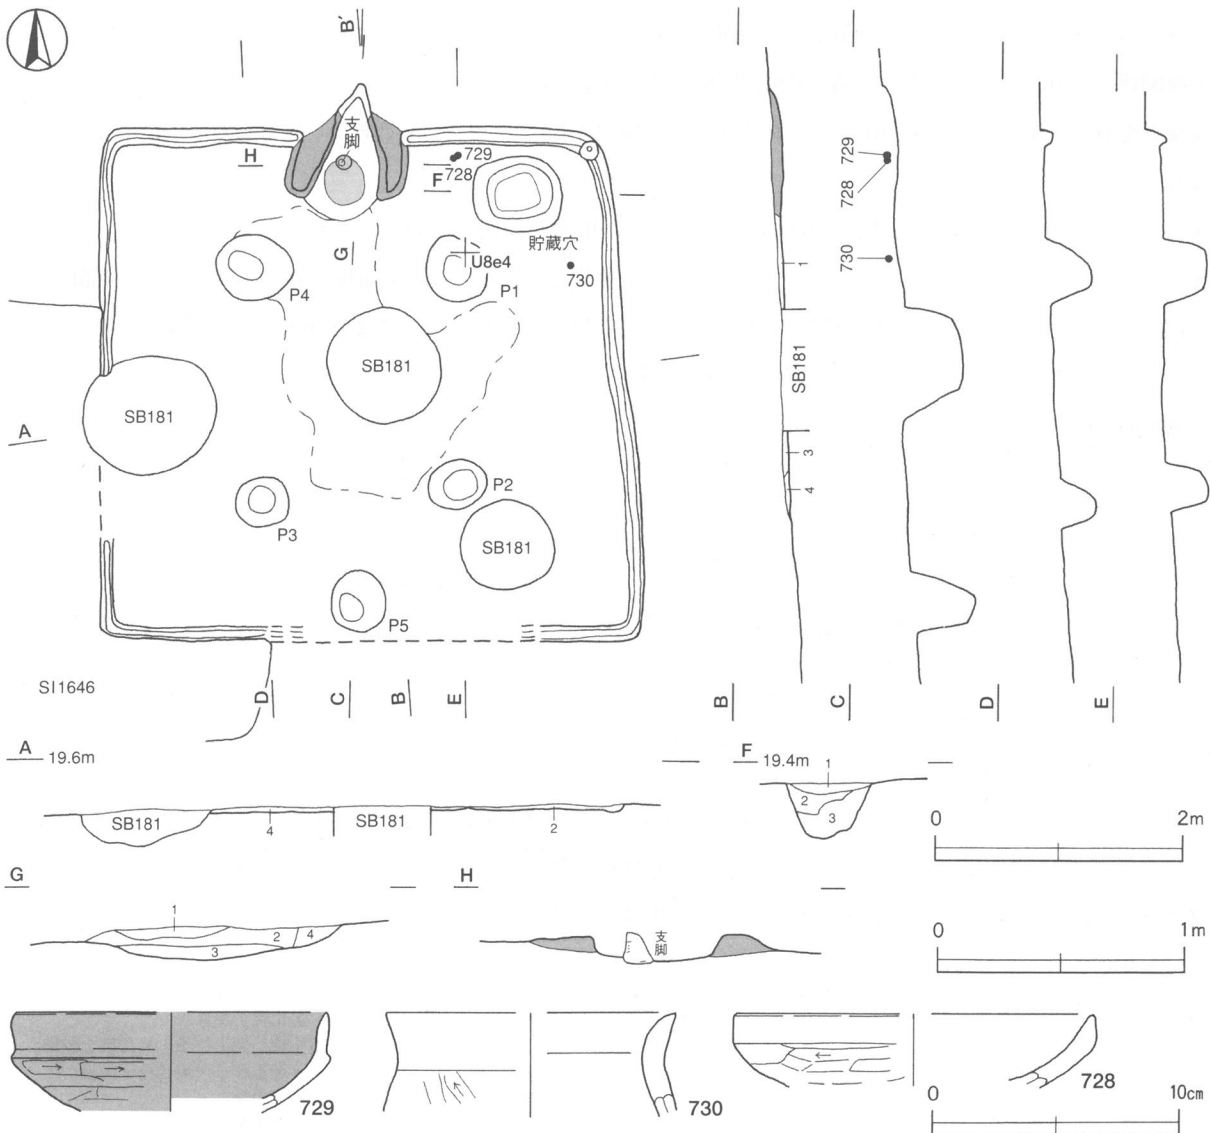 B'
支脚
H
729
728
F
貯蔵穴
G
U8e4
730
P4
P1
SB181
SB181
A
P2
P3
SB181
P5
SI1646
D
C
B
E
729
728
730
1
SB181
3
4
B
C
D
E
A 19.6m
SB181
4
SB181
2
F 19.4m
1
2
3
0 2m
G
1
2
4
3
H
支脚
0 1m
729
730
728
0 10cm